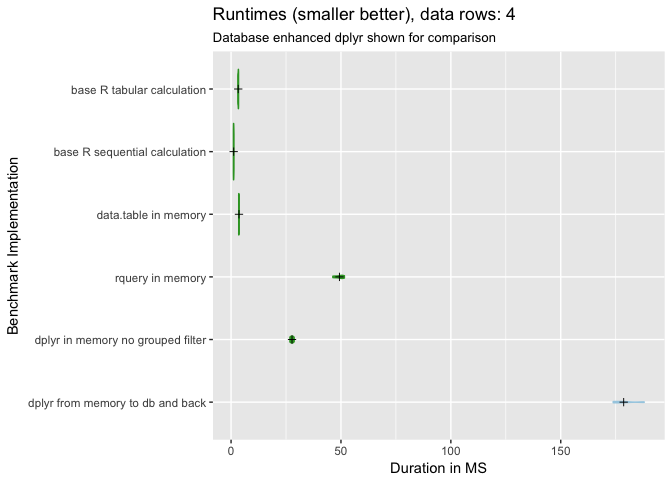 Runtimes (smaller better), data rows: 4
Database enhanced dplyr shown for comparison
Benchmark Implementation
base R tabular calculation
base R sequential calculation
data.table in memory
rquery in memory
dplyr in memory no grouped filter
dplyr from memory to db and back
0 50 100 150
Duration in MS